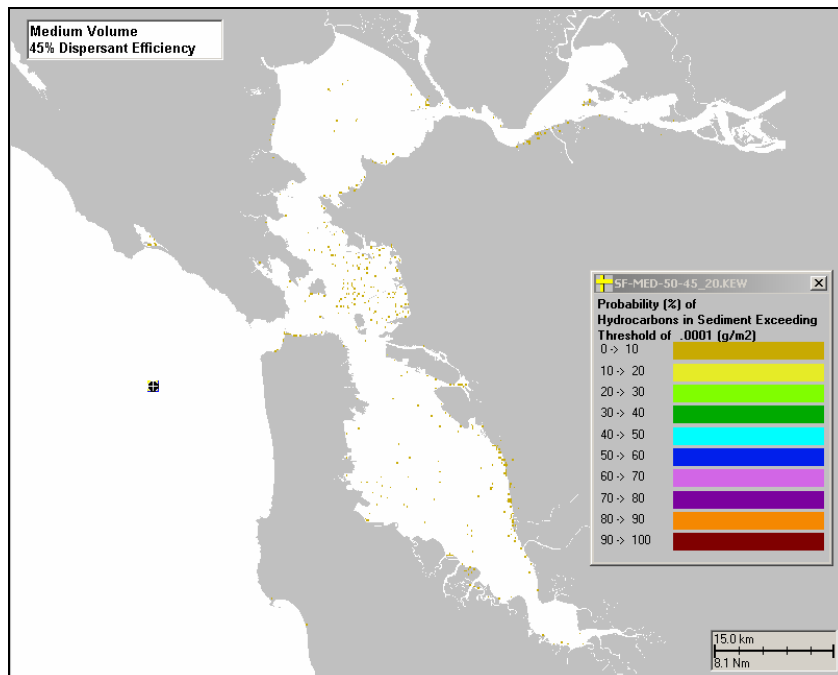 Medium Volume
45% Dispersant Efficiency
SF-MED-50-45_20.KEW
Probability (%) of
Hydrocarbons in Sediment Exceeding
Threshold of .0001 (g/m2)
0 -> 10
10 -> 20
20 -> 30
30 -> 40
40 -> 50
50 -> 60
60 -> 70
70 -> 80
80 -> 90
90 -> 100
15.0 km
8.1 Nm